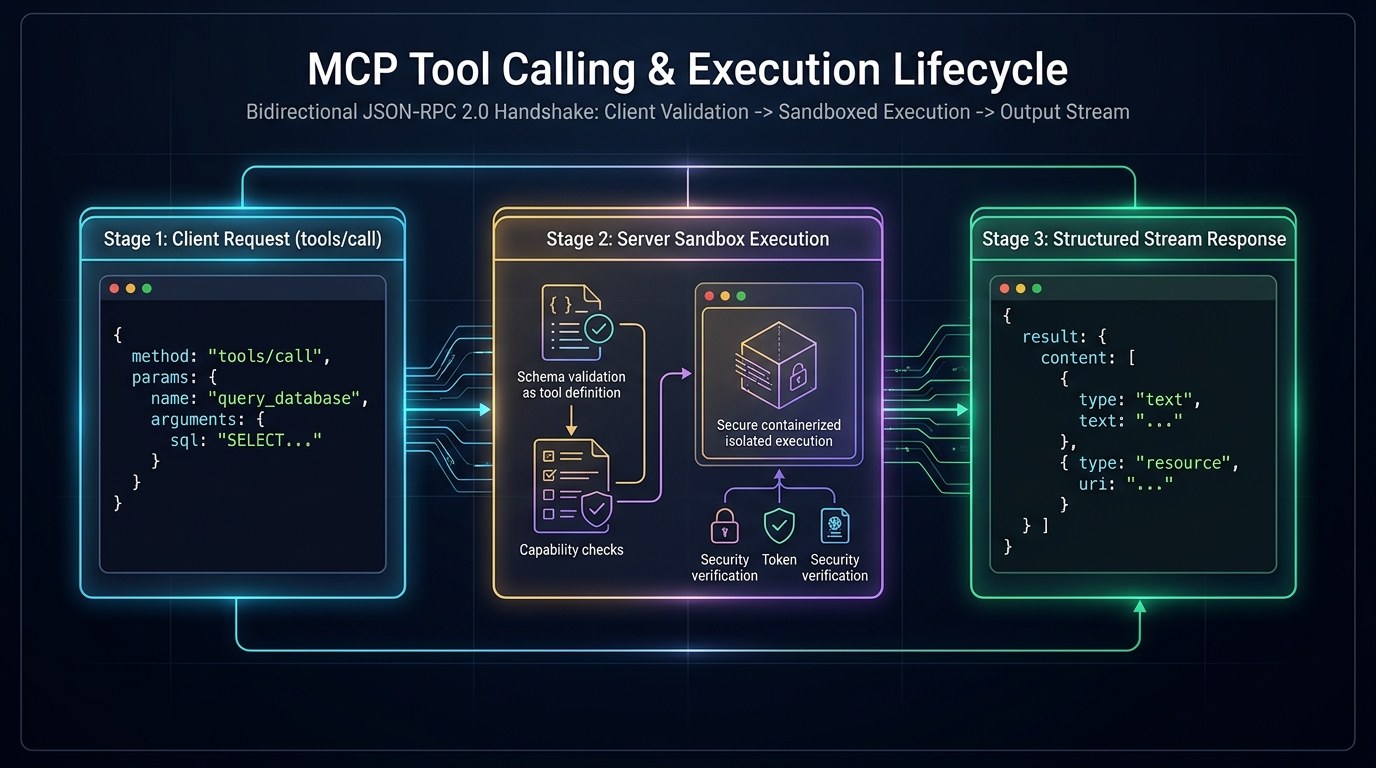 MCP Tool Calling & Execution Lifecycle
Bidirectional JSON-RPC 2.0 Handshake: Client Validation -> Sandboxed Execution -> Output Stream
Stage 1: Client Request (tools/call)
{
method: "tools/call",
params: {
name: "query_database",
arguments: {
sql: "SELECT..."
}
}
}
Stage 2: Server Sandbox Execution
{ }
Schema validation
as tool definition
Capability checks
Secure containerized
isolated execution
Security
verification
Token
Security
verification
Stage 3: Structured Stream Response
{
result: {
content: [
{
type: "text",
text: "..."
},
{ type: "resource",
uri: "..."
}
} ]
}